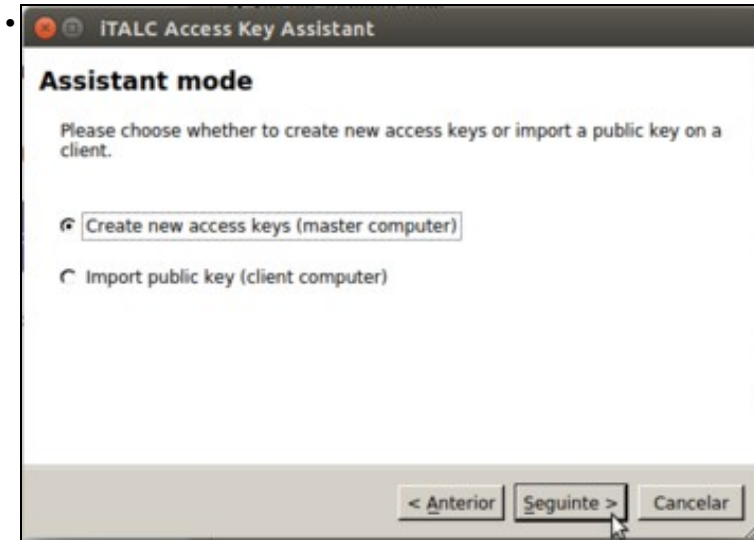 iTALC Access Key Assistant
Assistant mode
Please choose whether to create new access keys or import a public key on a
client.
Create new access keys (master computer)
Import public key (client computer)
< Anterior Seguinte > Cancelar